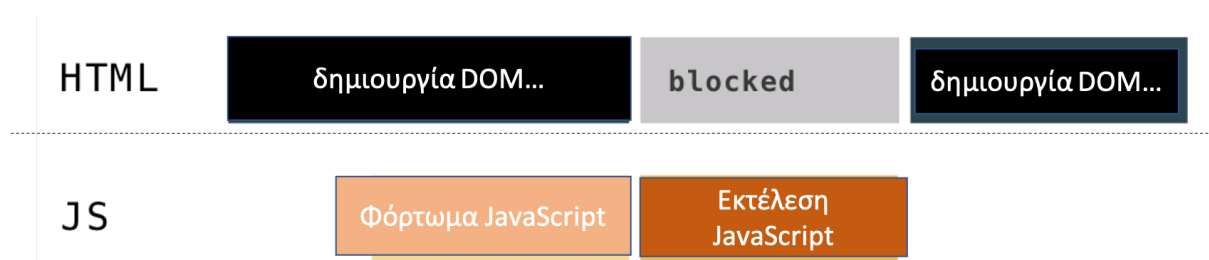 HTML
δημιουργία DOM...
blocked
δημιουργία DOM...
JS
Φόρτωμα JavaScript
Εκτέλεση
JavaScript